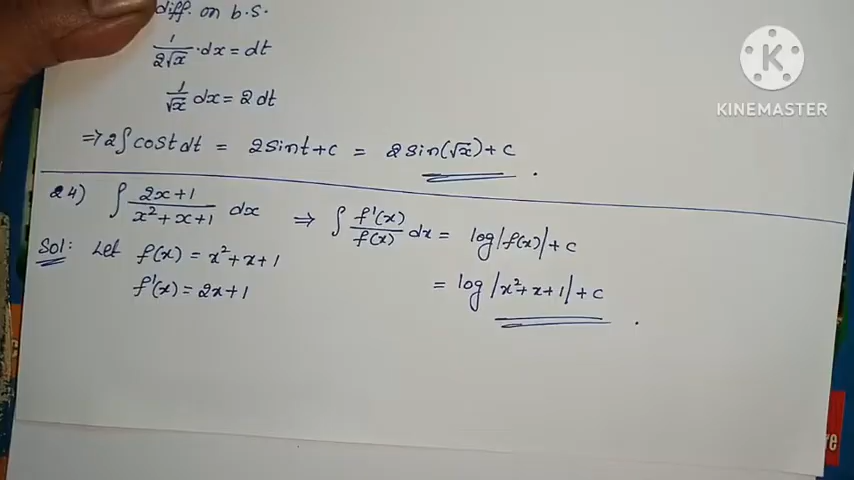 diff. on b.s.
1/(2√x) · dx = dt
1/√x dx = 2 dt
⇒ 2∫cost dt = 2sint + c = 2sin(√x) + c
24) ∫ (2x+1)/(x²+x+1) dx ⇒ ∫ f'(x)/f(x) dx = log|f(x)| + c
Sol: Let f(x) = x²+x+1
f'(x) = 2x+1
= log|x²+x+1| + c
K
KINEMASTER